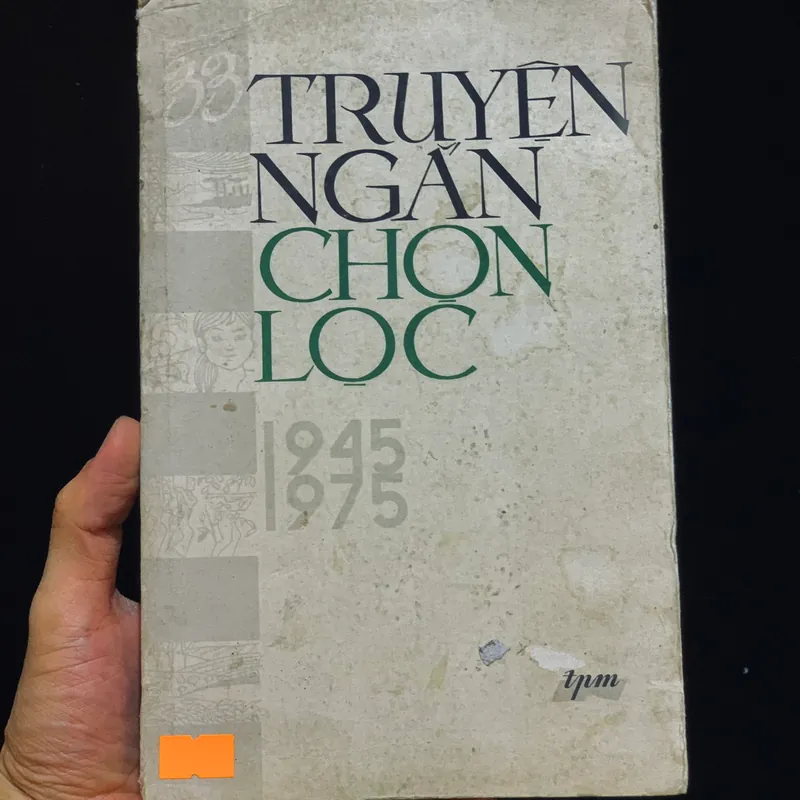 33
TRUYỆN
NGẮN
CHỌN
LỌC
1945
1975
tpm